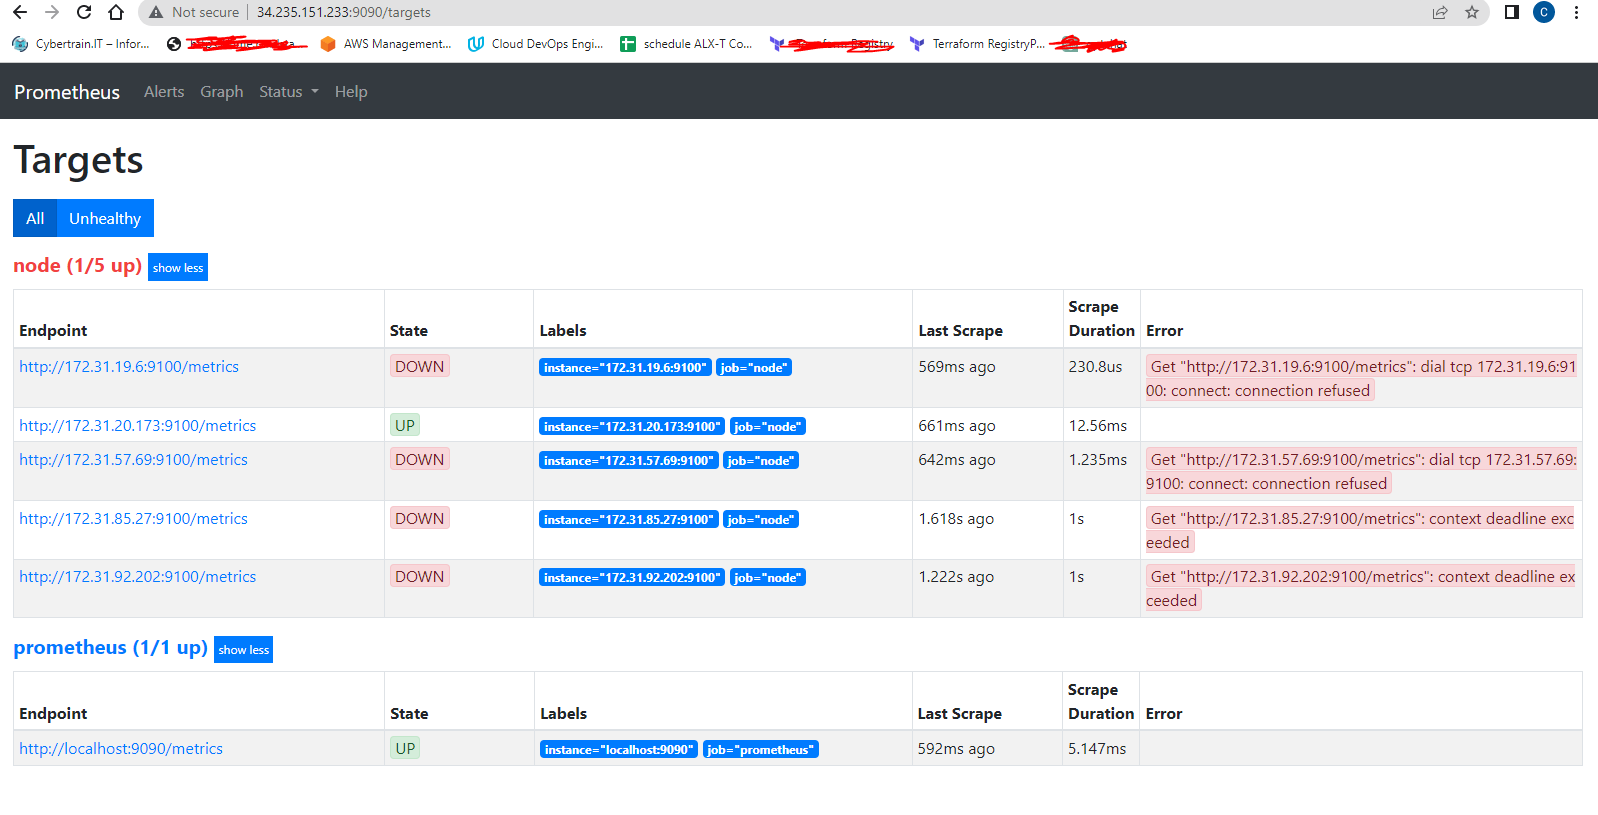 Not secure | 34.235.151.233:9090/targets C
Cybertrain.IT – Infor... AWS Management... Cloud DevOps Engi... schedule ALX-T Co... Terraform Registry Terraform RegistryP...
Prometheus Alerts Graph Status Help
Targets
All Unhealthy
node (1/5 up) show less
Endpoint State Labels Last Scrape Scrape Duration Error
http://172.31.19.6:9100/metrics DOWN instance="172.31.19.6:9100" job="node" 569ms ago 230.8us Get "http://172.31.19.6:9100/metrics": dial tcp 172.31.19.6:91
00: connect: connection refused
http://172.31.20.173:9100/metrics UP instance="172.31.20.173:9100" job="node" 661ms ago 12.56ms
http://172.31.57.69:9100/metrics DOWN instance="172.31.57.69:9100" job="node" 642ms ago 1.235ms Get "http://172.31.57.69:9100/metrics": dial tcp 172.31.57.69:
9100: connect: connection refused
http://172.31.85.27:9100/metrics DOWN instance="172.31.85.27:9100" job="node" 1.618s ago 1s Get "http://172.31.85.27:9100/metrics": context deadline exc
eeded
http://172.31.92.202:9100/metrics DOWN instance="172.31.92.202:9100" job="node" 1.222s ago 1s Get "http://172.31.92.202:9100/metrics": context deadline ex
ceeded
prometheus (1/1 up) show less
Endpoint State Labels Last Scrape Scrape Duration Error
http://localhost:9090/metrics UP instance="localhost:9090" job="prometheus" 592ms ago 5.147ms